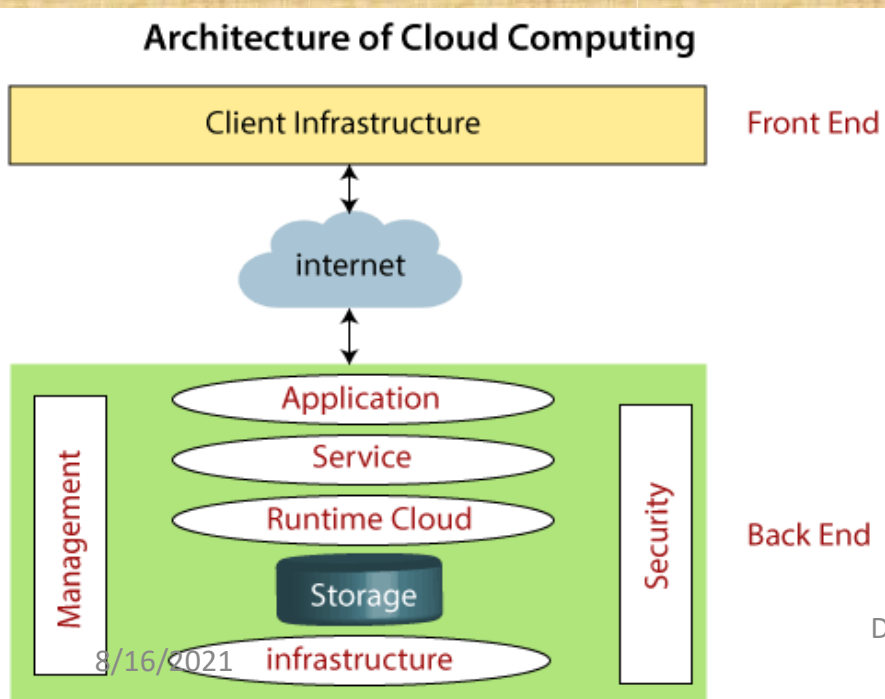 Architecture of Cloud Computing
Client Infrastructure
Front End
internet
Application
Service
Runtime Cloud
Storage
infrastructure
Management
Security
Back End
8/16/2021
D